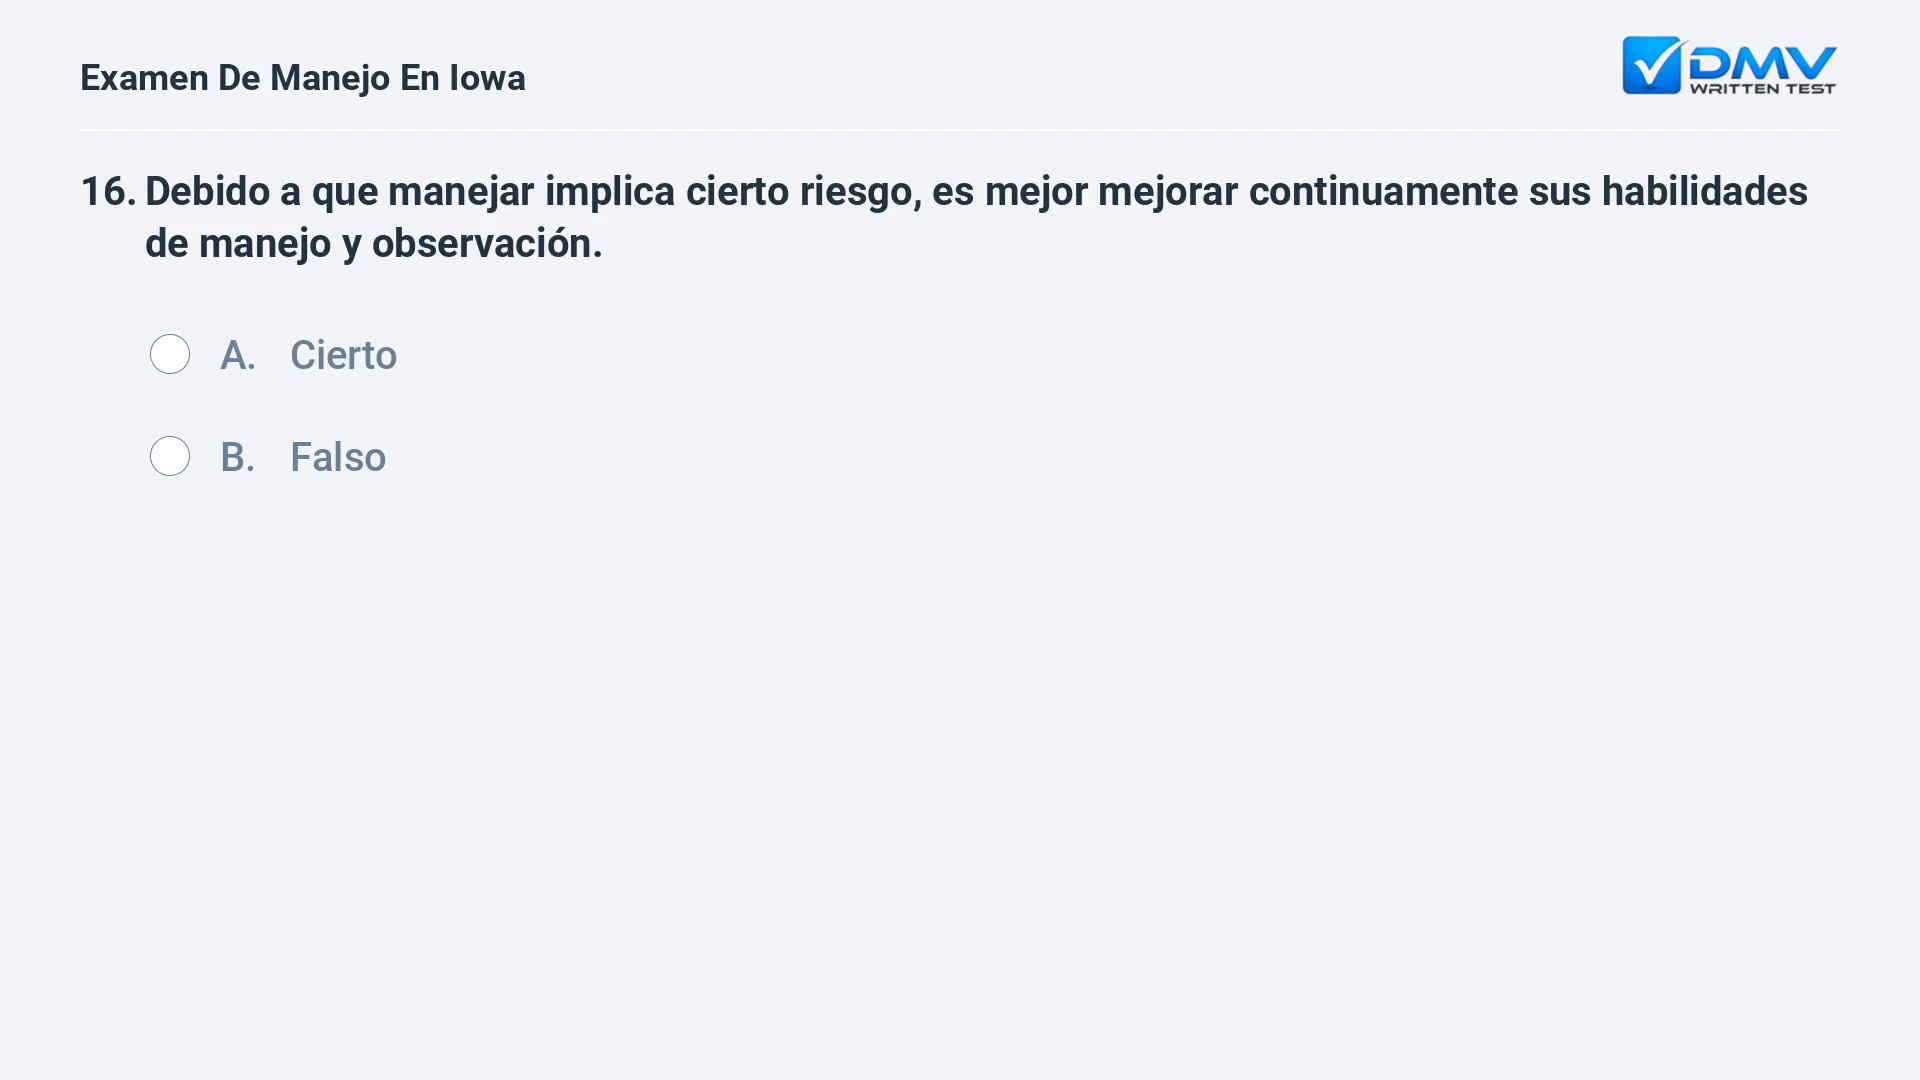 Examen De Manejo En Iowa
DMV
WRITTEN TEST
16. Debido a que manejar implica cierto riesgo, es mejor mejorar continuamente sus habilidades
de manejo y observación.
A. Cierto
B. Falso